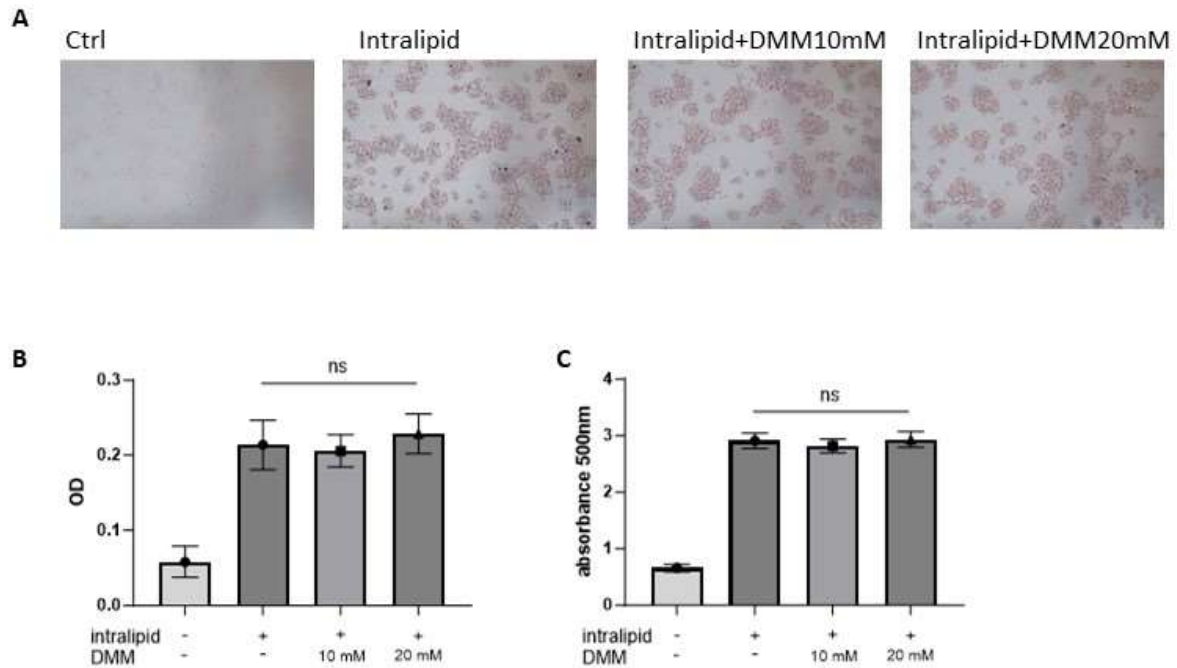 A
Ctrl Intralipid Intralipid+DMM10mM Intralipid+DMM20mM
B
ns
0.3
0.2
0.1
0.0
OD
intralipid - + + +
DMM - - 10 mM 20 mM
C
ns
4
3
2
1
0
absorbance 500nm
intralipid - + + +
DMM - - 10 mM 20 mM